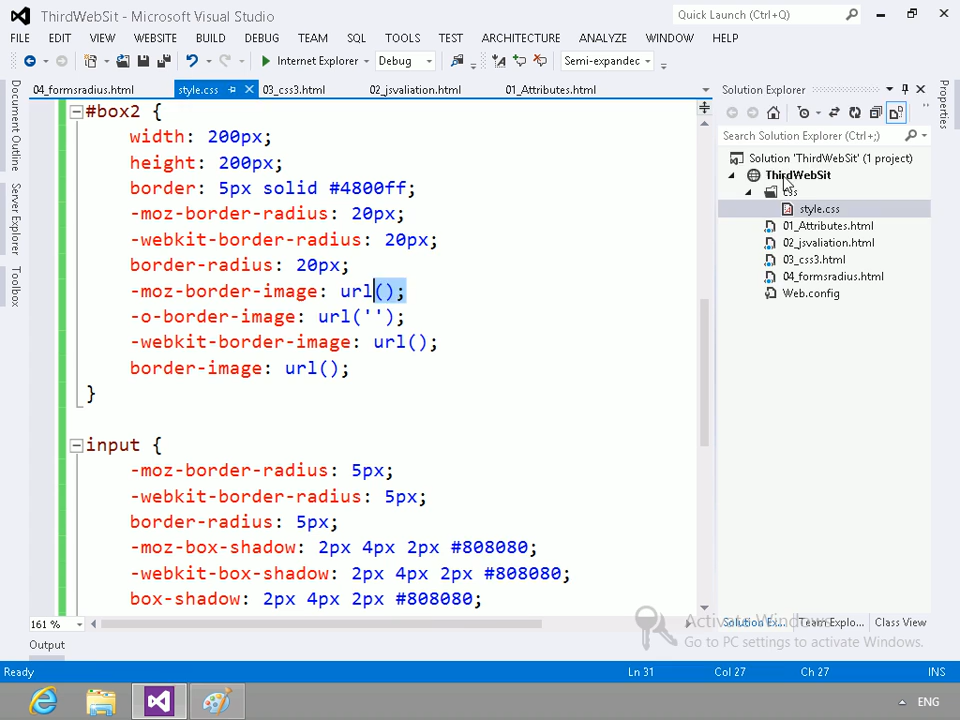 ThirdWebSit - Microsoft Visual Studio
Quick Launch (Ctrl+Q)
FILE EDIT VIEW WEBSITE BUILD DEBUG TEAM SQL TOOLS TEST ARCHITECTURE ANALYZE WINDOW HELP
Internet Explorer Debug Semi-expandec
04_formsradius.html style.css 03_css3.html 02_jsvaliation.html 01_Attributes.html
Document Outline
Server Explorer
Toolbox
#box2 {
width: 200px;
height: 200px;
border: 5px solid #4800ff;
-moz-border-radius: 20px;
-webkit-border-radius: 20px;
border-radius: 20px;
-moz-border-image: url();
-o-border-image: url('');
-webkit-border-image: url();
border-image: url();
}
input {
-moz-border-radius: 5px;
-webkit-border-radius: 5px;
border-radius: 5px;
-moz-box-shadow: 2px 4px 2px #808080;
-webkit-box-shadow: 2px 4px 2px #808080;
box-shadow: 2px 4px 2px #808080;
161 %
Output
Solution Explorer
Search Solution Explorer (Ctrl+;)
Solution 'ThirdWebSit' (1 project)
ThirdWebSit
css
style.css
01_Attributes.html
02_jsvaliation.html
03_css3.html
04_formsradius.html
Web.config
Properties
Solution Ex... Team Explo... Class View
Activate Windows
Go to PC settings to activate Windows.
Ready Ln 31 Col 27 Ch 27 INS
ENG